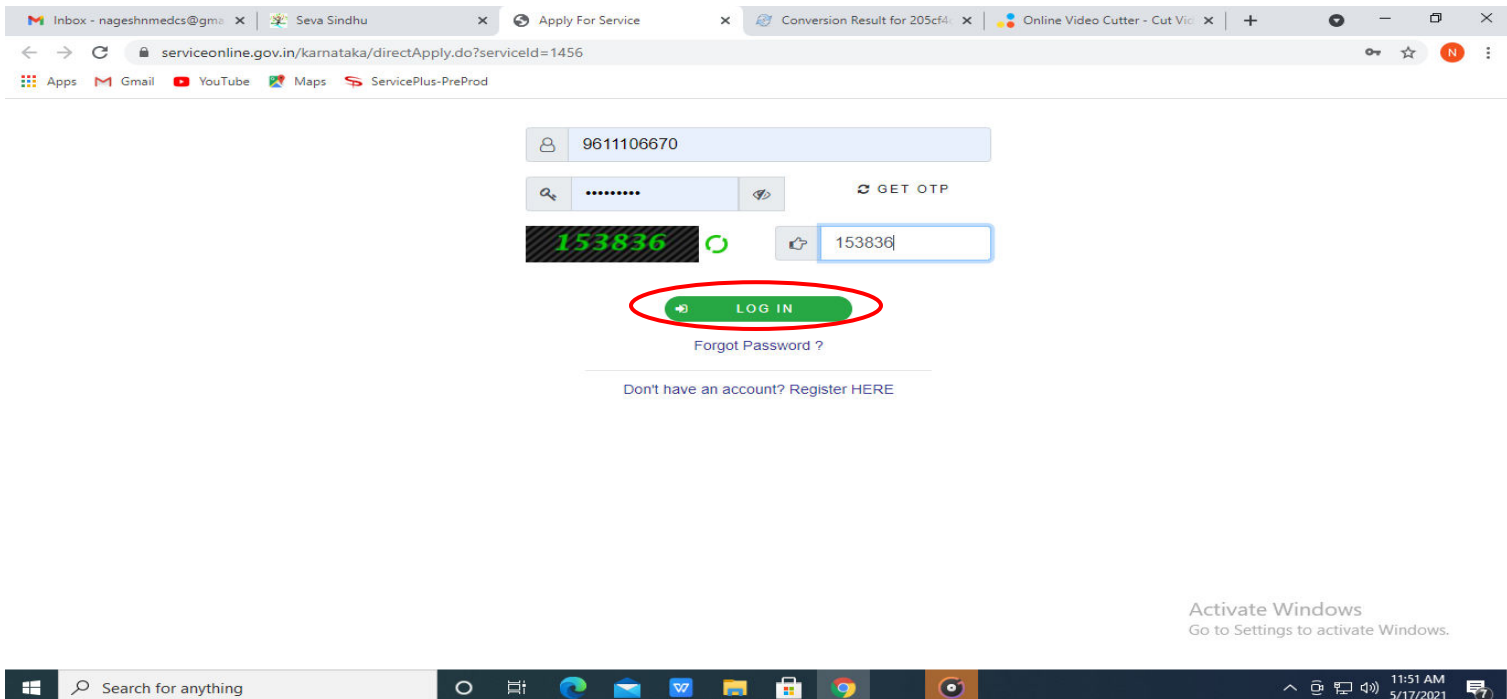 Inbox - nageshnmedcs@gma
Seva Sindhu
Apply For Service
Conversion Result for 205cf4c
Online Video Cutter - Cut Vid
serviceonline.gov.in/karnataka/directApply.do?serviceId=1456
N
Apps
Gmail
YouTube
Maps
ServicePlus-PreProd
9611106670
•••••••••
GET OTP
153836
153836
LOG IN
Forgot Password ?
Don't have an account? Register HERE
Activate Windows
Go to Settings to activate Windows.
Search for anything
11:51 AM
5/17/2021